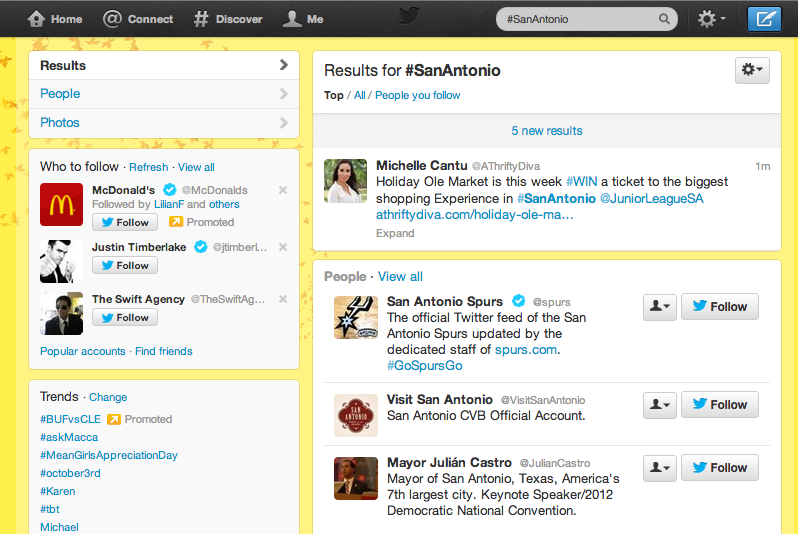 Home Connect Discover Me #SanAntonio
Results
People
Photos
Who to follow · Refresh · View all
McDonald's @McDonalds
Followed by LilianF and others
Follow Promoted
Justin Timberlake @jtimberl...
Follow
The Swift Agency @TheSwiftAg...
Follow
Popular accounts · Find friends
Trends · Change
#BUFvsCLE Promoted
#askMacca
#MeanGirlsAppreciationDay
#october3rd
#Karen
#tbt
Michael
Results for #SanAntonio
Top / All / People you follow
5 new results
Michelle Cantu @AThriftyDiva 1m
Holiday Ole Market is this week #WIN a ticket to the biggest
shopping Experience in #SanAntonio @JuniorLeagueSA
athriftydiva.com/holiday-ole-ma...
Expand
People · View all
San Antonio Spurs @spurs
The official Twitter feed of the San
Antonio Spurs updated by the
dedicated staff of spurs.com.
#GoSpursGo
Follow
Visit San Antonio @VisitSanAntonio
San Antonio CVB Official Account.
Follow
SAN
ANTONIO
Mayor Julián Castro @JulianCastro
Mayor of San Antonio, Texas, America's
7th largest city. Keynote Speaker/2012
Democratic National Convention.
Follow